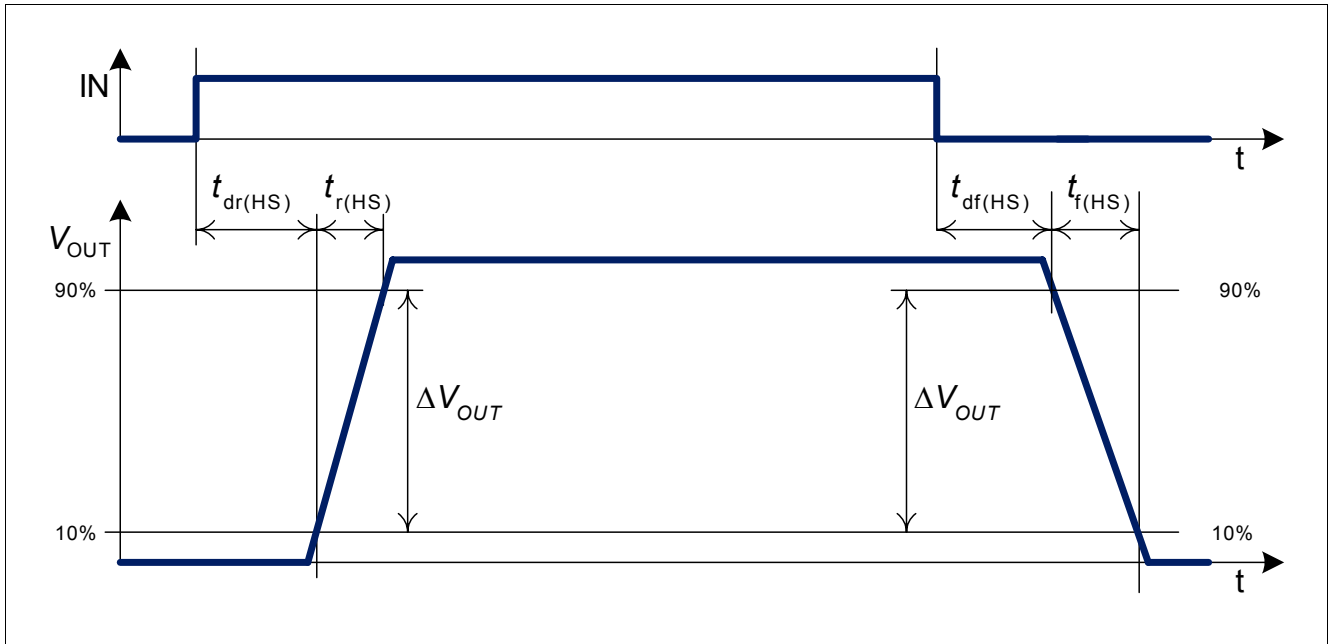 IN
t
tdr(HS) tr(HS) tdf(HS) tf(HS)
VOUT
90% 90%
ΔVOUT ΔVOUT
10% 10%
t